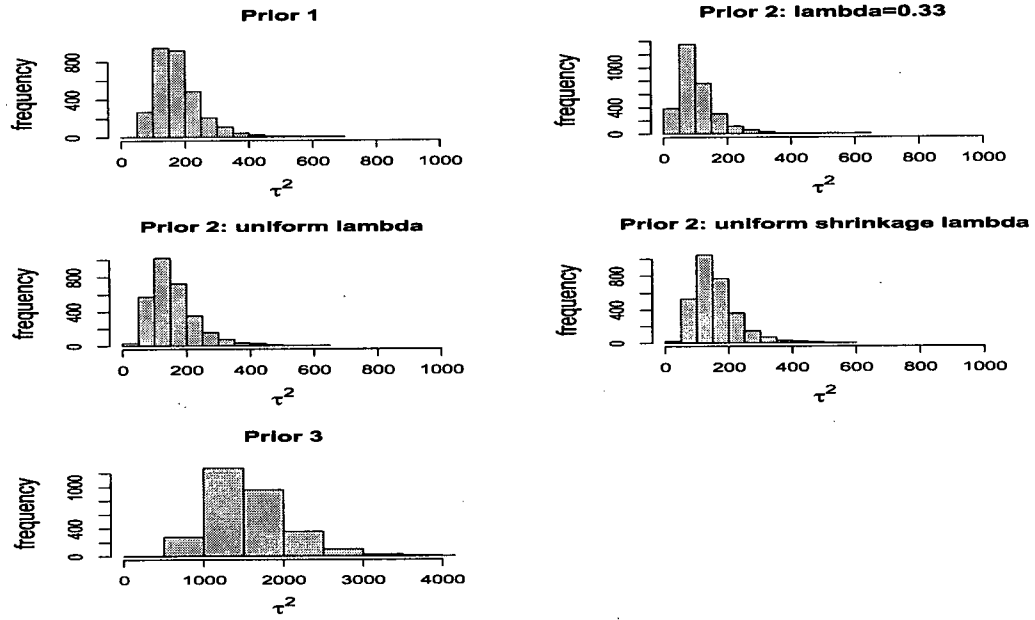 Prior 1
frequency
0 400 800
0 200 400 600 800 1000
τ²
Prior 2: lambda=0.33
frequency
0 400 1000
0 200 400 600 800 1000
τ²
Prior 2: uniform lambda
frequency
0 400 800
0 200 400 600 800 1000
τ²
Prior 2: uniform shrinkage lambda
frequency
0 400 800
0 200 400 600 800 1000
τ²
Prior 3
frequency
0 400 1000
0 1000 2000 3000 4000
τ²